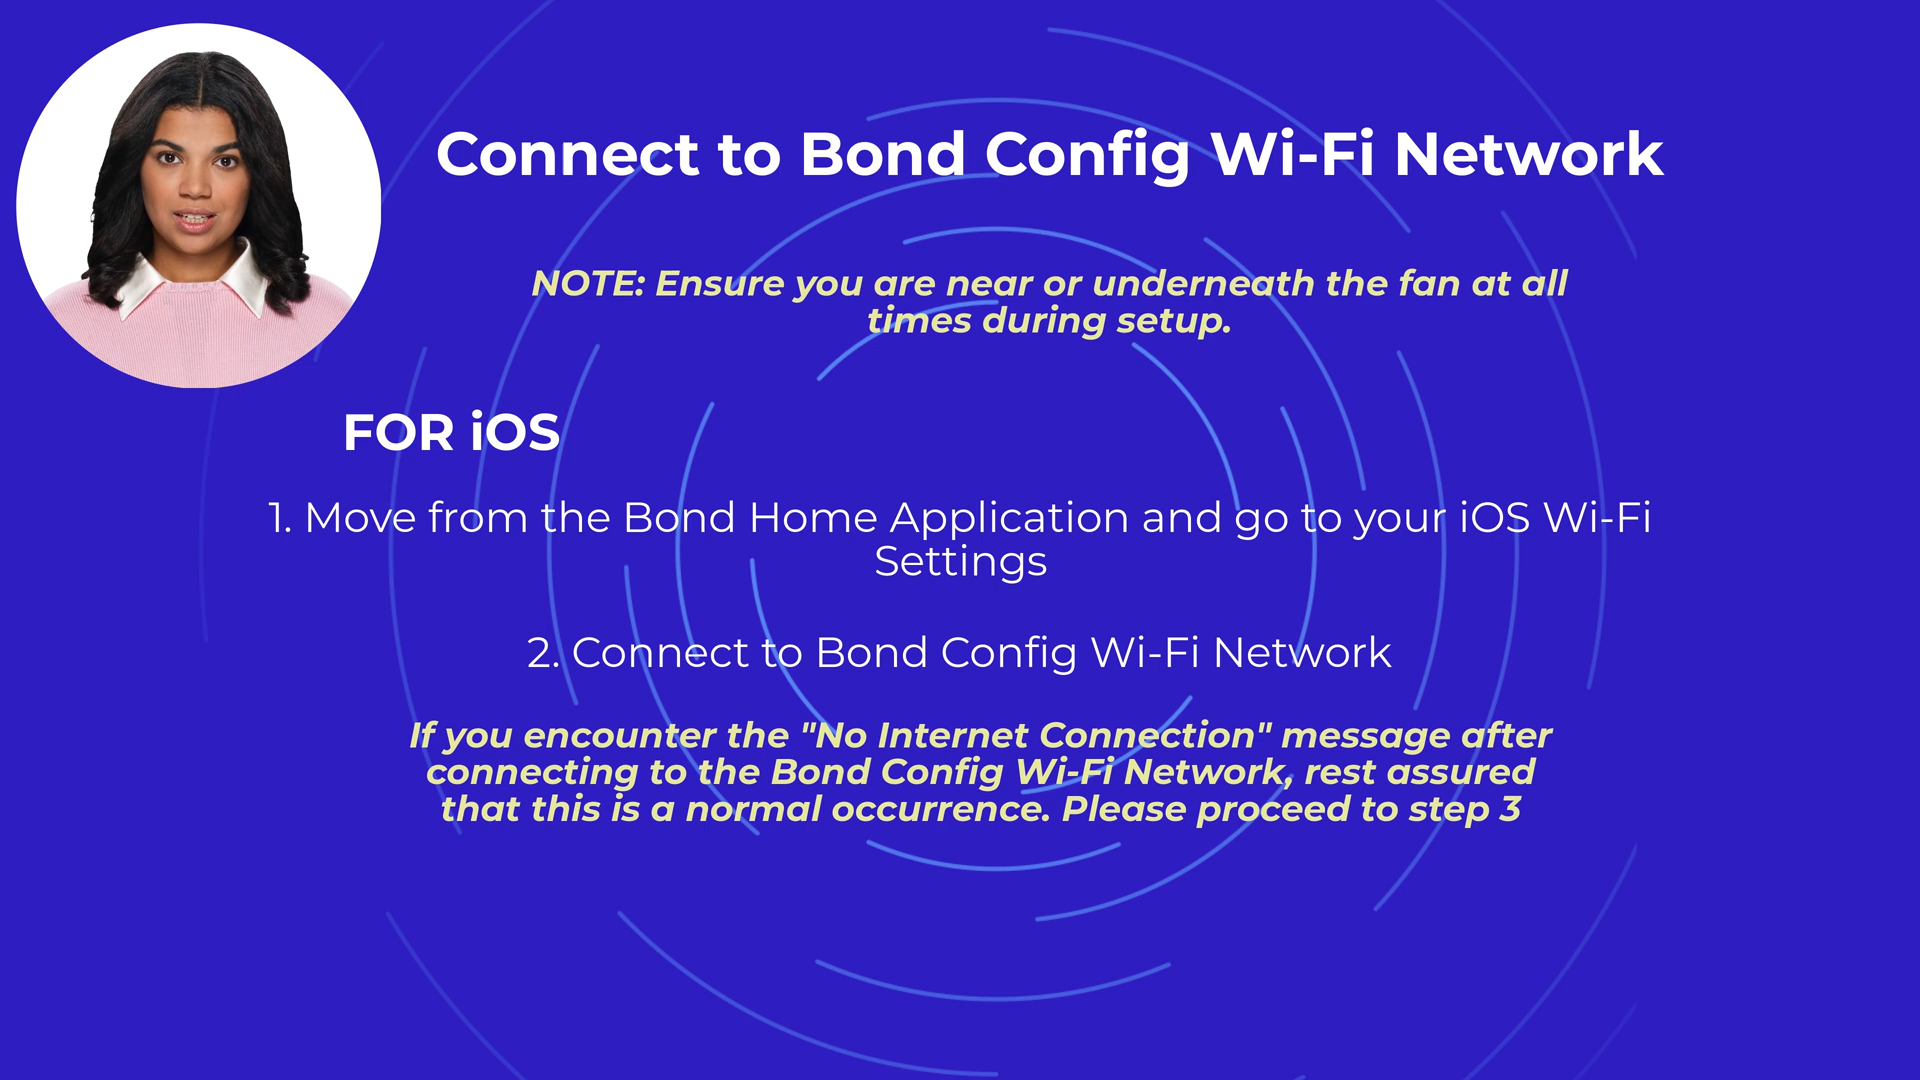 Connect to Bond Config Wi-Fi Network
NOTE: Ensure you are near or underneath the fan at all
times during setup.
FOR iOS
1. Move from the Bond Home Application and go to your iOS Wi-Fi
Settings
2. Connect to Bond Config Wi-Fi Network
If you encounter the "No Internet Connection" message after
connecting to the Bond Config Wi-Fi Network, rest assured
that this is a normal occurrence. Please proceed to step 3